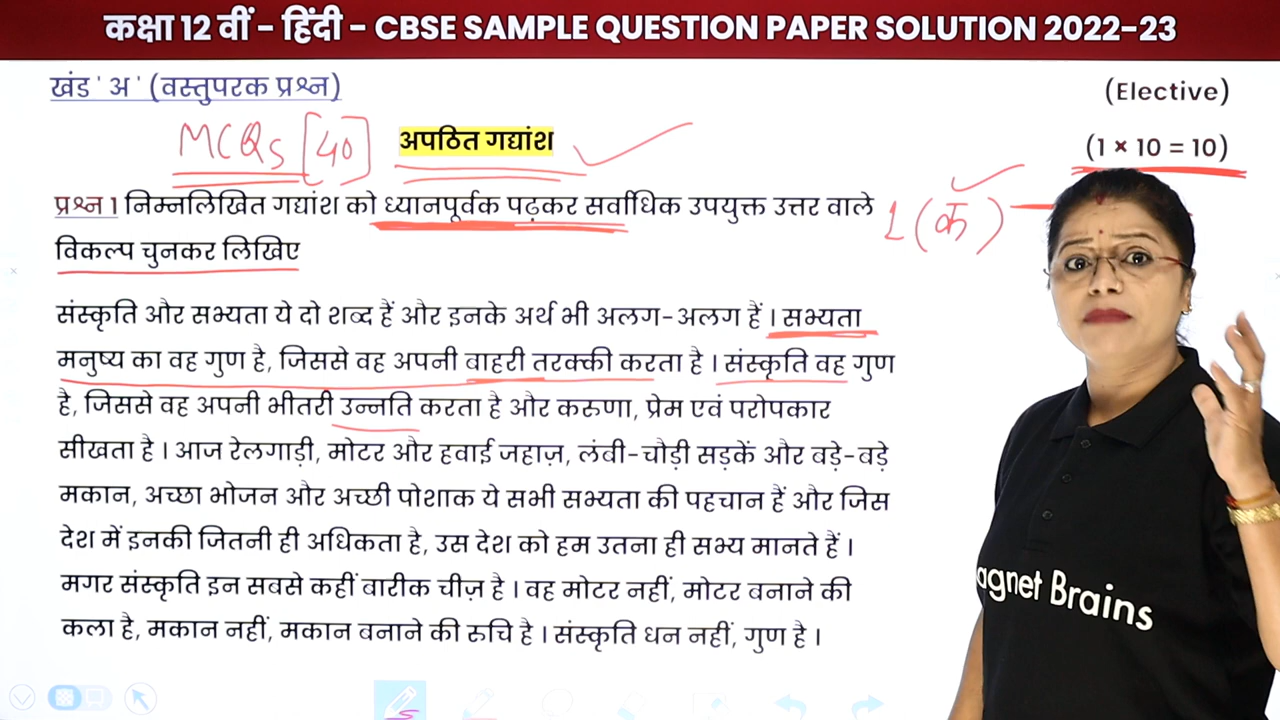 कक्षा 12 वीं - हिंदी - CBSE SAMPLE QUESTION PAPER SOLUTION 2022-23
खंड ' अ ' (वस्तुपरक प्रश्न)
(Elective)
MCQs [40]
अपठित गद्यांश
(1 × 10 = 10)
प्रश्न 1 निम्नलिखित गद्यांश को ध्यानपूर्वक पढ़कर सर्वाधिक उपयुक्त उत्तर वाले
विकल्प चुनकर लिखिए
1 (क)
संस्कृति और सभ्यता ये दो शब्द हैं और इनके अर्थ भी अलग-अलग हैं । सभ्यता
मनुष्य का वह गुण है, जिससे वह अपनी बाहरी तरक्की करता है । संस्कृति वह गुण
है, जिससे वह अपनी भीतरी उन्नति करता है और करुणा, प्रेम एवं परोपकार
सीखता है । आज रेलगाड़ी, मोटर और हवाई जहाज़, लंबी-चौड़ी सड़कें और बड़े-बड़े
मकान, अच्छा भोजन और अच्छी पोशाक ये सभी सभ्यता की पहचान हैं और जिस
देश में इनकी जितनी ही अधिकता है, उस देश को हम उतना ही सभ्य मानते हैं ।
मगर संस्कृति इन सबसे कहीं बारीक चीज़ है । वह मोटर नहीं, मोटर बनाने की
कला है, मकान नहीं, मकान बनाने की रुचि है । संस्कृति धन नहीं, गुण है ।
agnet Brains